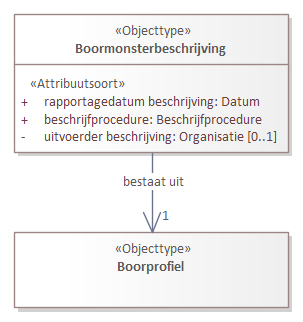 «Objecttype»
Boormonsterbeschrijving
«Attribuutsoort»
+ rapportagedatum beschrijving: Datum
+ beschrijfprocedure: Beschrijfprocedure
- uitvoerder beschrijving: Organisatie [0..1]
bestaat uit
1
«Objecttype»
Boorprofiel